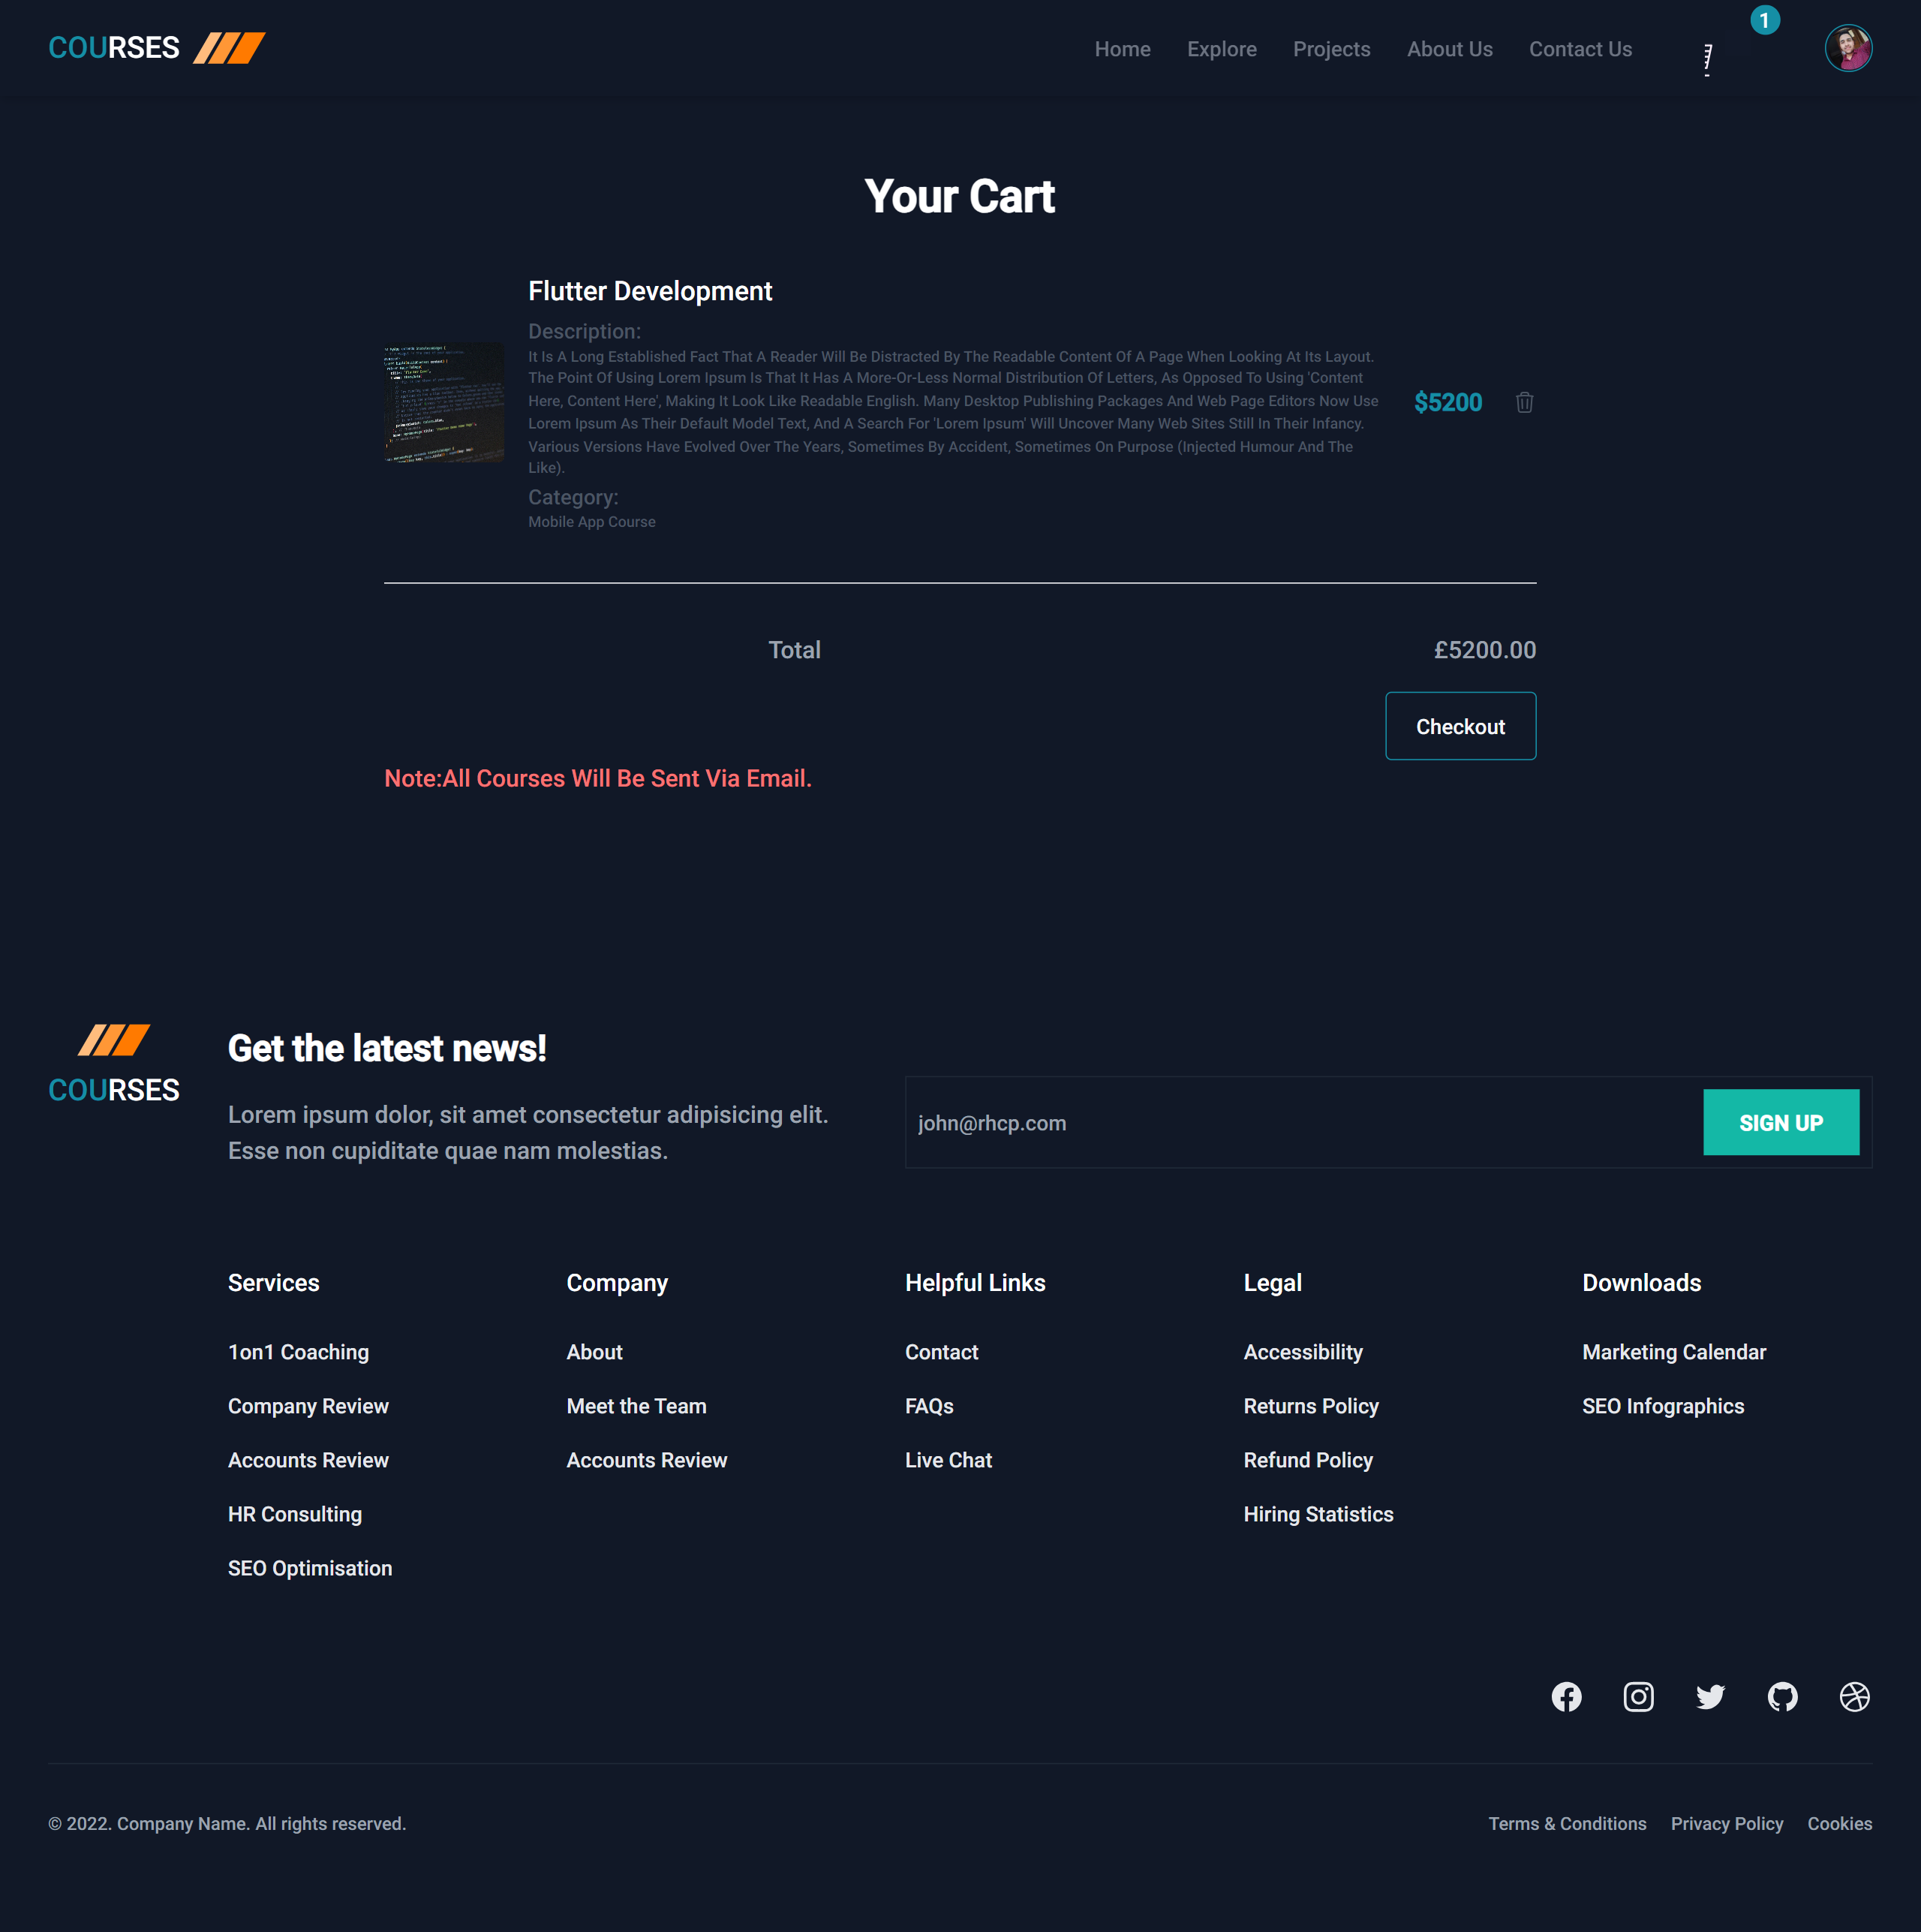 COURSES
Home Explore Projects About Us Contact Us 1
Your Cart
Flutter Development
Description:
It Is A Long Established Fact That A Reader Will Be Distracted By The Readable Content Of A Page When Looking At Its Layout.
The Point Of Using Lorem Ipsum Is That It Has A More-Or-Less Normal Distribution Of Letters, As Opposed To Using 'Content
Here, Content Here', Making It Look Like Readable English. Many Desktop Publishing Packages And Web Page Editors Now Use
Lorem Ipsum As Their Default Model Text, And A Search For 'Lorem Ipsum' Will Uncover Many Web Sites Still In Their Infancy.
Various Versions Have Evolved Over The Years, Sometimes By Accident, Sometimes On Purpose (Injected Humour And The
Like).
$5200
Category:
Mobile App Course
Total £5200.00
Checkout
Note:All Courses Will Be Sent Via Email.
COURSES
Get the latest news!
Lorem ipsum dolor, sit amet consectetur adipisicing elit.
Esse non cupiditate quae nam molestias.
john@rhcp.com
SIGN UP
Services
1on1 Coaching
Company Review
Accounts Review
HR Consulting
SEO Optimisation
Company
About
Meet the Team
Accounts Review
Helpful Links
Contact
FAQs
Live Chat
Legal
Accessibility
Returns Policy
Refund Policy
Hiring Statistics
Downloads
Marketing Calendar
SEO Infographics
© 2022. Company Name. All rights reserved.
Terms & Conditions Privacy Policy Cookies